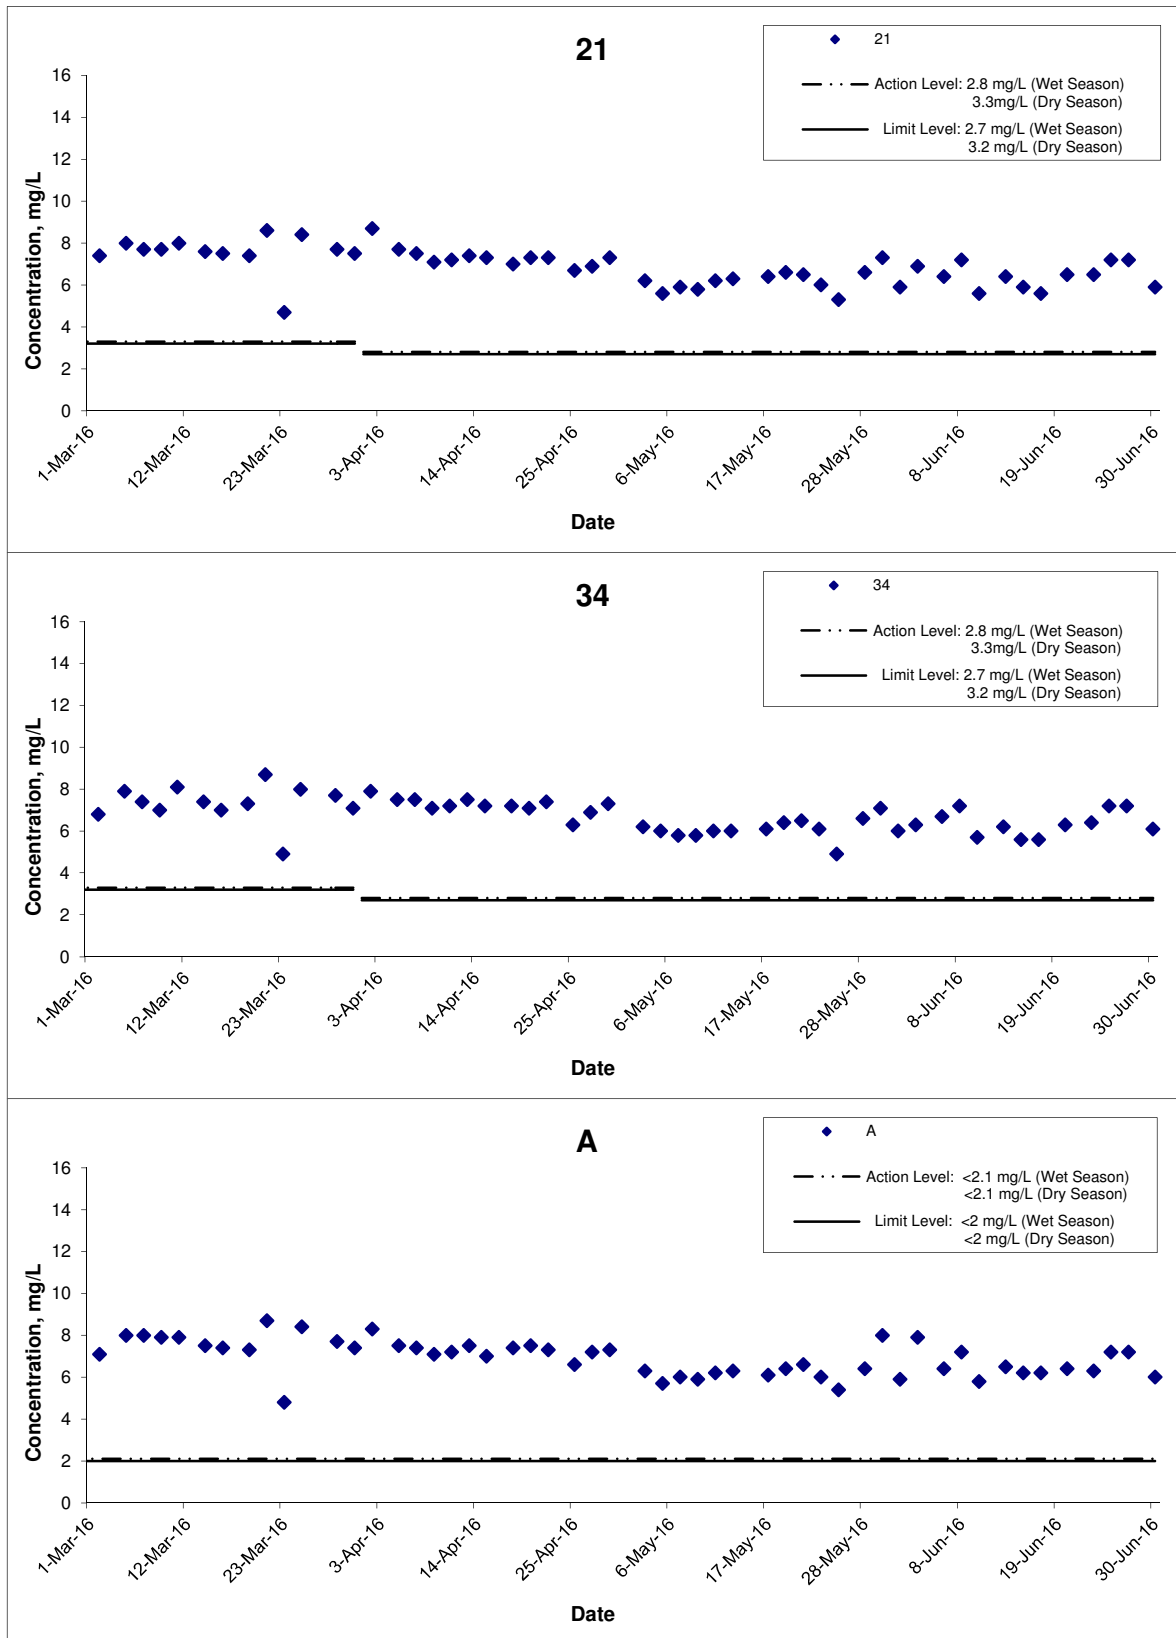 21
21
Action Level: 2.8 mg/L (Wet Season)
3.3mg/L (Dry Season)
Limit Level: 2.7 mg/L (Wet Season)
3.2 mg/L (Dry Season)
Concentration, mg/L
16
14
12
10
8
6
4
2
0
1-Mar-16
12-Mar-16
23-Mar-16
3-Apr-16
14-Apr-16
25-Apr-16
6-May-16
17-May-16
28-May-16
8-Jun-16
19-Jun-16
30-Jun-16
Date
34
34
Action Level: 2.8 mg/L (Wet Season)
3.3mg/L (Dry Season)
Limit Level: 2.7 mg/L (Wet Season)
3.2 mg/L (Dry Season)
Concentration, mg/L
16
14
12
10
8
6
4
2
0
1-Mar-16
12-Mar-16
23-Mar-16
3-Apr-16
14-Apr-16
25-Apr-16
6-May-16
17-May-16
28-May-16
8-Jun-16
19-Jun-16
30-Jun-16
Date
A
A
Action Level: <2.1 mg/L (Wet Season)
<2.1 mg/L (Dry Season)
Limit Level: <2 mg/L (Wet Season)
<2 mg/L (Dry Season)
Concentration, mg/L
16
14
12
10
8
6
4
2
0
1-Mar-16
12-Mar-16
23-Mar-16
3-Apr-16
14-Apr-16
25-Apr-16
6-May-16
17-May-16
28-May-16
8-Jun-16
19-Jun-16
30-Jun-16
Date